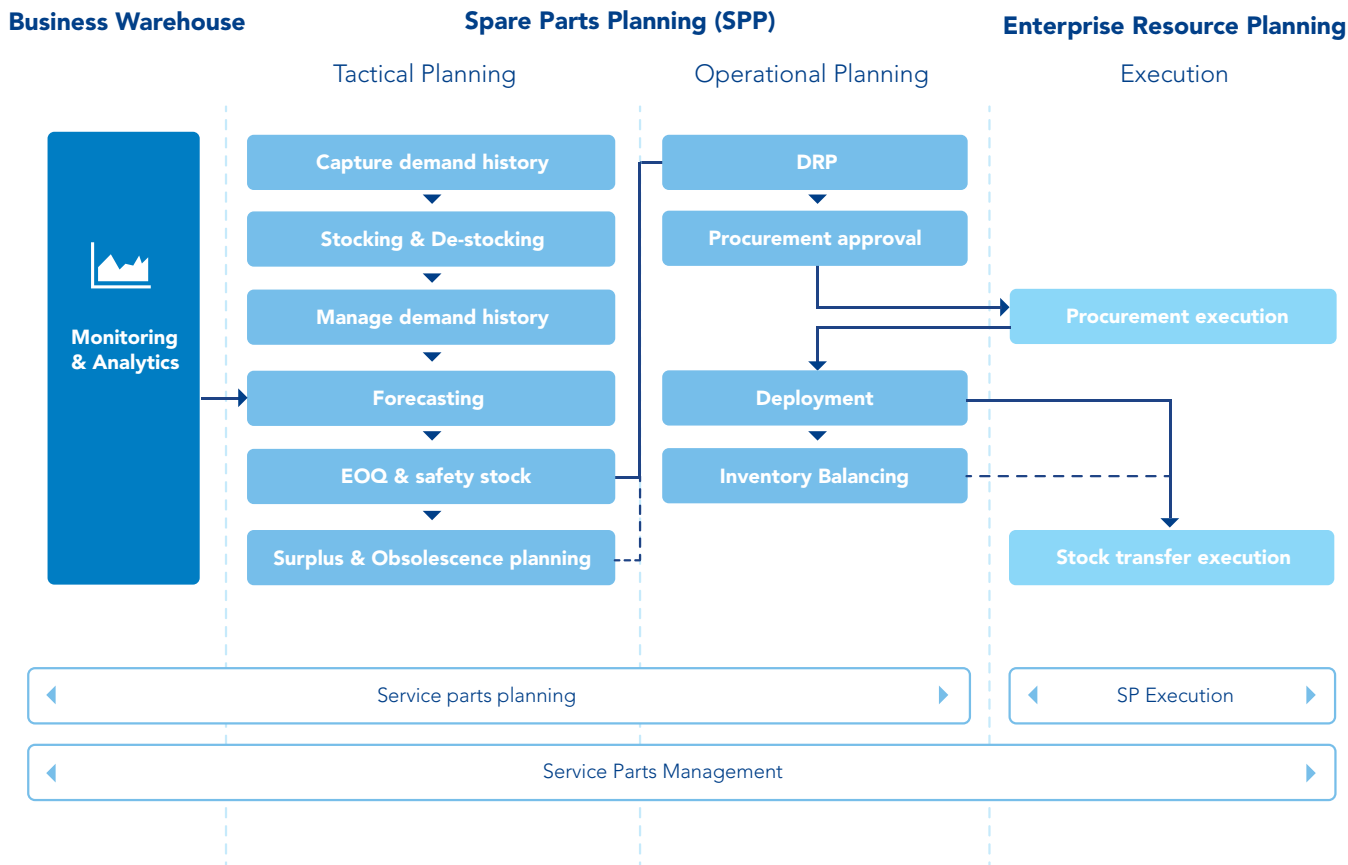 Business Warehouse
Spare Parts Planning (SPP)
Enterprise Resource Planning
Tactical Planning
Operational Planning
Execution
Monitoring
& Analytics
Capture demand history
Stocking & De-stocking
Manage demand history
Forecasting
EOQ & safety stock
Surplus & Obsolescence planning
DRP
Procurement approval
Deployment
Inventory Balancing
Procurement execution
Stock transfer execution
Service parts planning
SP Execution
Service Parts Management